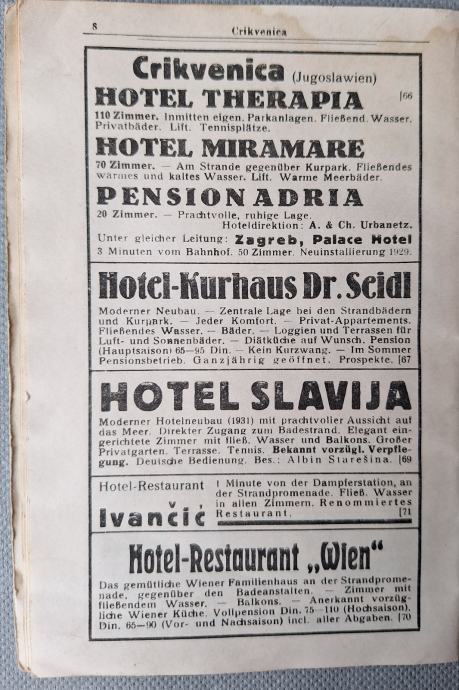 8
Crikvenica
Crikvenica (Jugoslawien)
HOTEL THERAPIA [66
110 Zimmer. Inmitten eigen. Parkanlagen. Fließend. Wasser.
Privatbäder. Lift. Tennisplätze.
HOTEL MIRAMARE
70 Zimmer. — Am Strande gegenüber Kurpark. Fließendes
warmes und kaltes Wasser. Lift. Warme Meerbäder.
PENSION ADRIA
20 Zimmer. — Prachtvolle, ruhige Lage.
Hoteldirektion: A. & Ch. Urbanetz.
Unter gleicher Leitung: Zagreb, Palace Hotel
3 Minuten vom Bahnhof. 50 Zimmer. Neuinstallierung 1929.
Hotel-Kurhaus Dr. Seidl
Moderner Neubau. — Zentrale Lage bei den Strandbädern
und Kurpark. — Jeder Komfort. — Privat-Appartements.
Fließendes Wasser. — Bäder. — Loggien und Terrassen für
Luft- und Sonnenbäder. — Diätküche auf Wunsch. Pension
(Hauptsaison) 65—95 Din. — Kein Kurzwang. — Im Sommer
Pensionsbetrieb. Ganzjährig geöffnet. Prospekte. [67
HOTEL SLAVIJA
Moderner Hotelneubau (1931) mit prachtvoller Aussicht auf
das Meer. Direkter Zugang zum Badestrand. Elegant ein-
gerichtete Zimmer mit fließ. Wasser und Balkons. Großer
Privatgarten. Terrasse. Tennis. Bekannt vorzügl. Verpfle-
gung. Deutsche Bedienung. Bes.: Albin Starešina. [69
Hotel-Restaurant
Ivančić
1 Minute von der Dampferstation, an
der Strandpromenade. Fließ. Wasser
in allen Zimmern. Renommiertes
Restaurant. [71
Hotel-Restaurant „Wien“
Das gemütliche Wiener Familienhaus an der Strandprome-
nade, gegenüber den Badeanstalten. — Zimmer mit
fließendem Wasser. — Balkons. — Anerkannt vorzüg-
liche Wiener Küche. Vollpension Din. 75—110 (Hochsaison),
Din. 65—90 (Vor- und Nachsaison) incl. aller Abgaben. [70